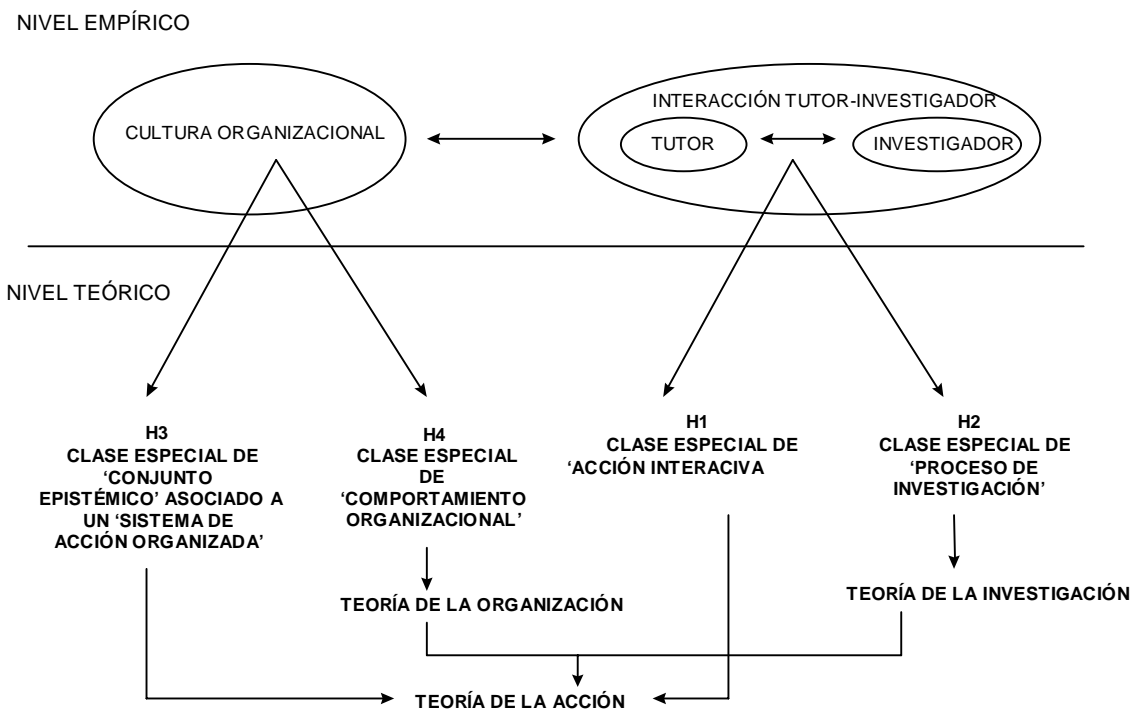 NIVEL EMPÍRICO
CULTURA ORGANIZACIONAL
INTERACCIÓN TUTOR-INVESTIGADOR
TUTOR
INVESTIGADOR
NIVEL TEÓRICO
H3
CLASE ESPECIAL DE
‘CONJUNTO
EPISTÉMICO’ ASOCIADO A
UN ‘SISTEMA DE
ACCIÓN ORGANIZADA’
H4
CLASE ESPECIAL
DE
‘COMPORTAMIENTO
ORGANIZACIONAL’
H1
CLASE ESPECIAL DE
‘ACCIÓN INTERACIVA
H2
CLASE ESPECIAL DE
‘PROCESO DE
INVESTIGACIÓN’
TEORÍA DE LA ORGANIZACIÓN
TEORÍA DE LA INVESTIGACIÓN
TEORÍA DE LA ACCIÓN